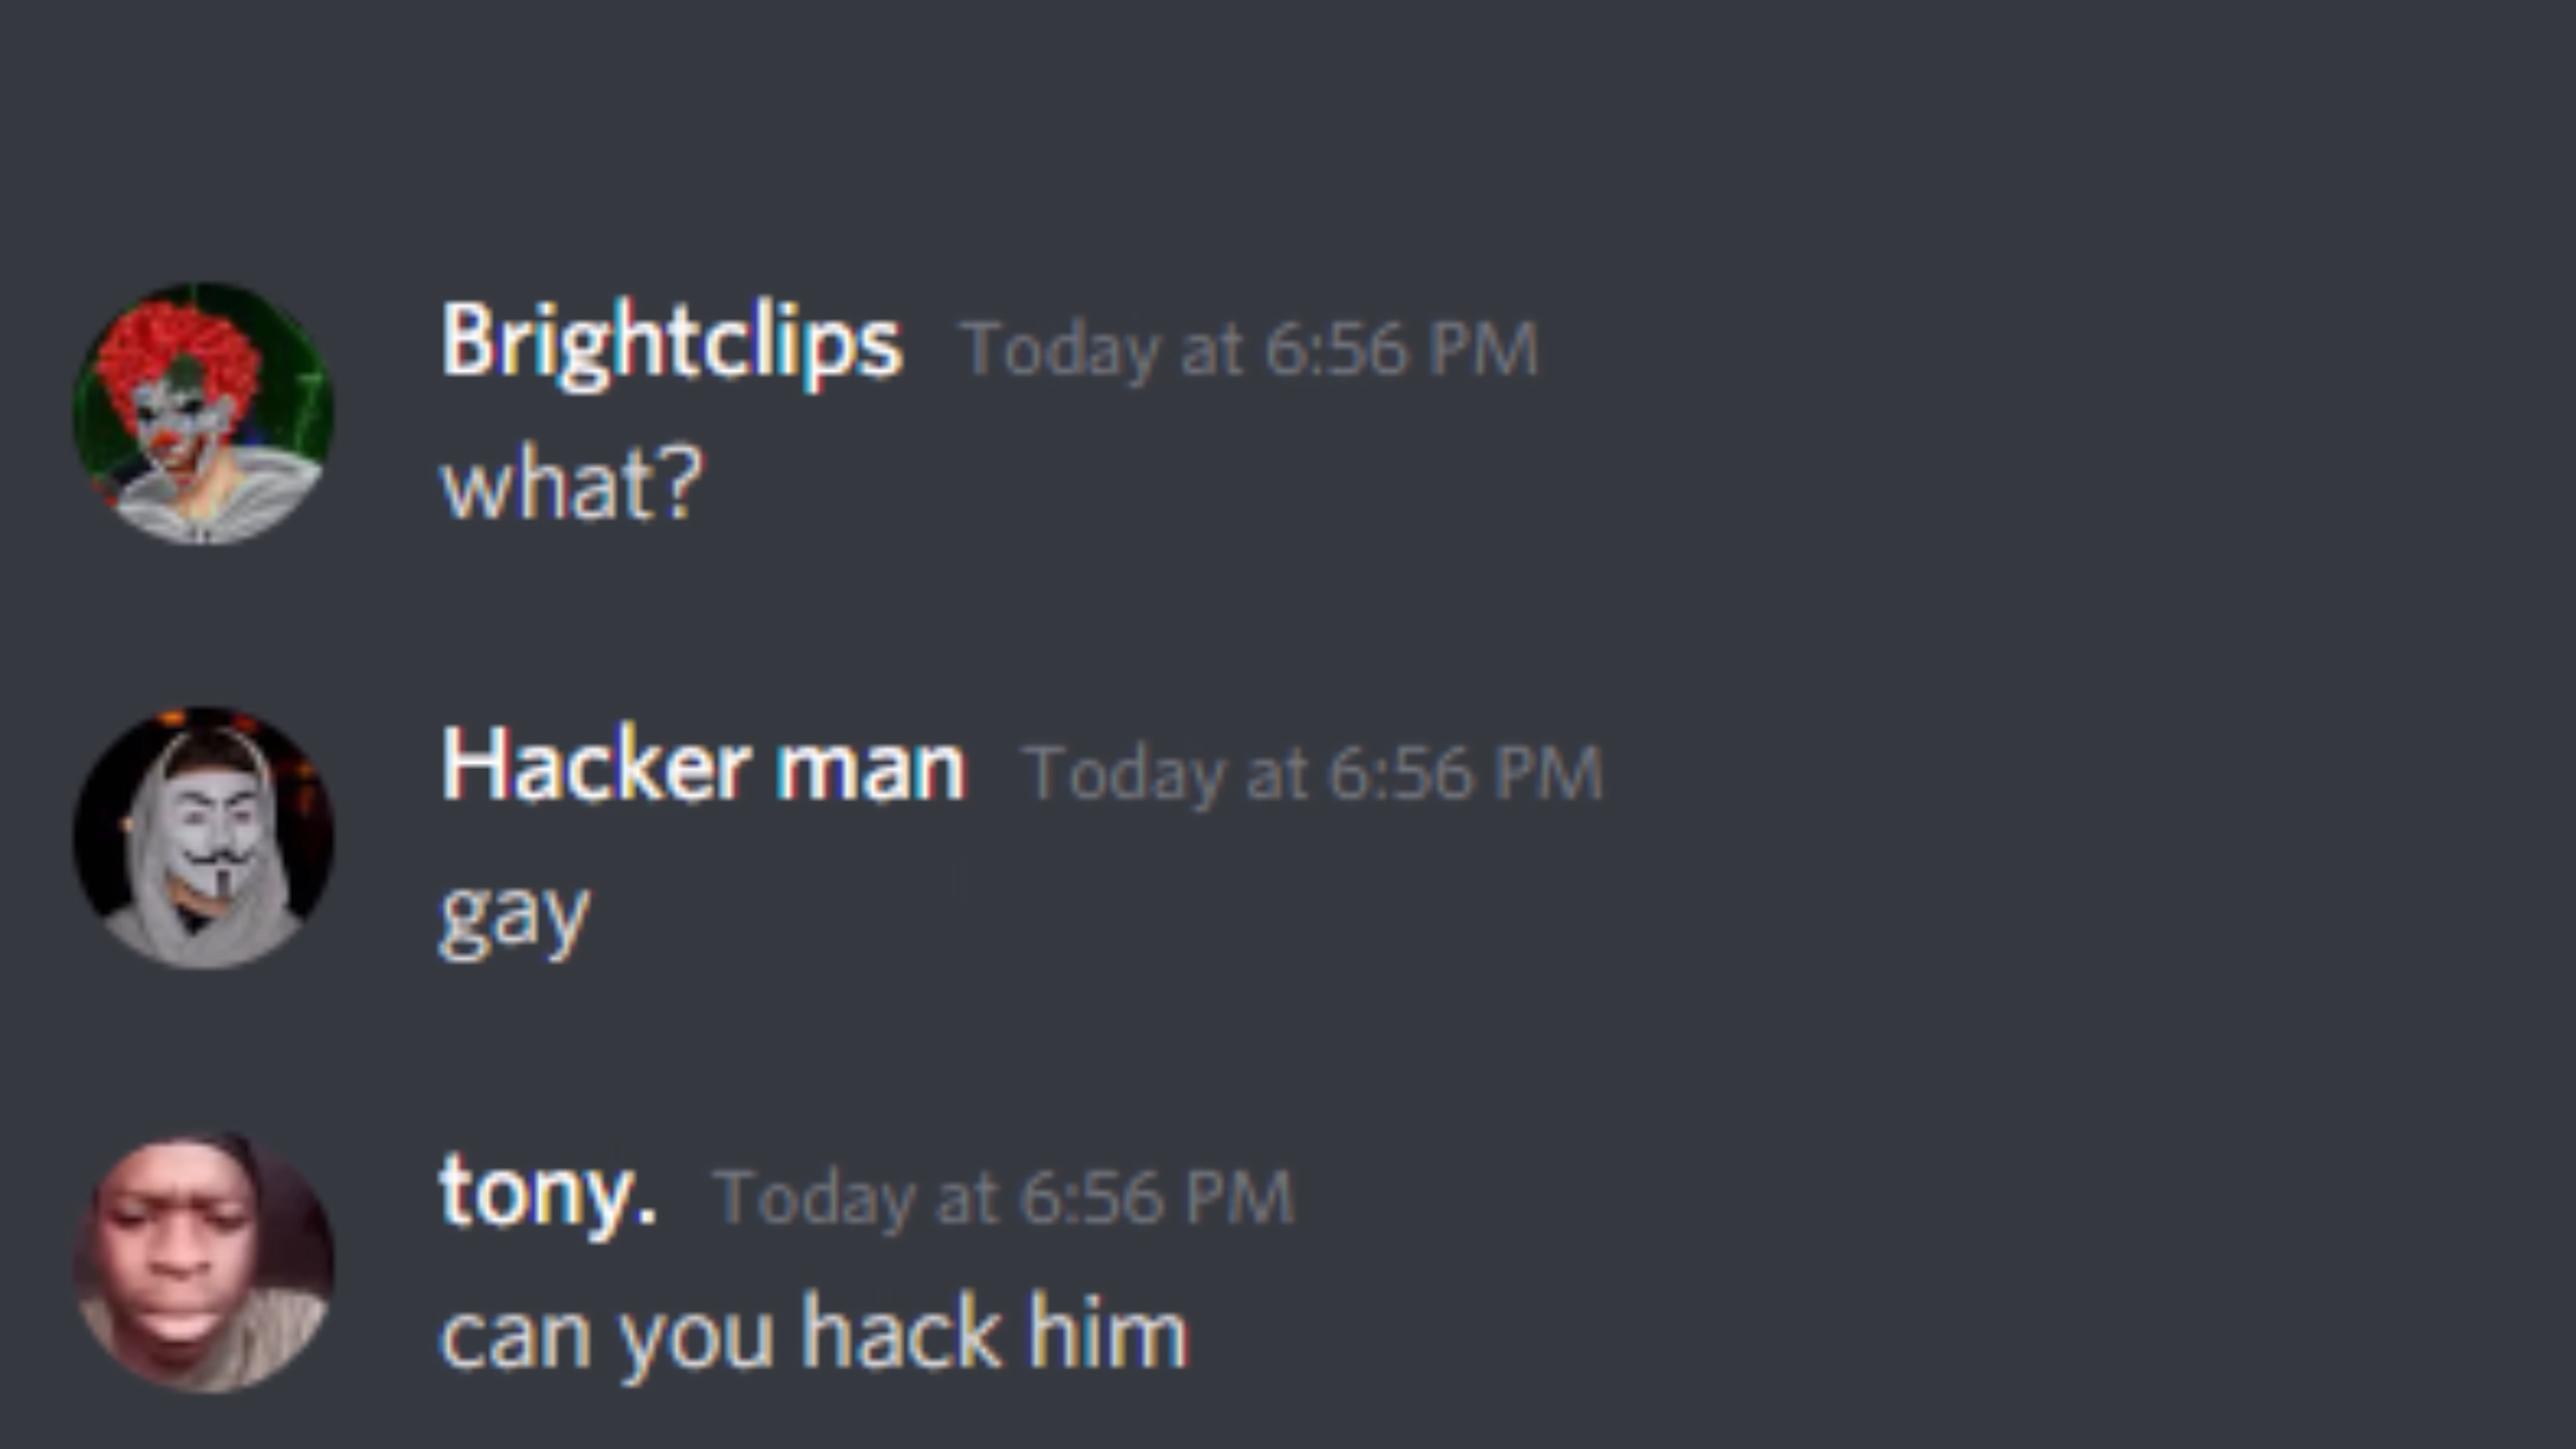 Brightclips Today at 6:56 PM
what?
Hacker man Today at 6:56 PM
gay
tony. Today at 6:56 PM
can you hack him